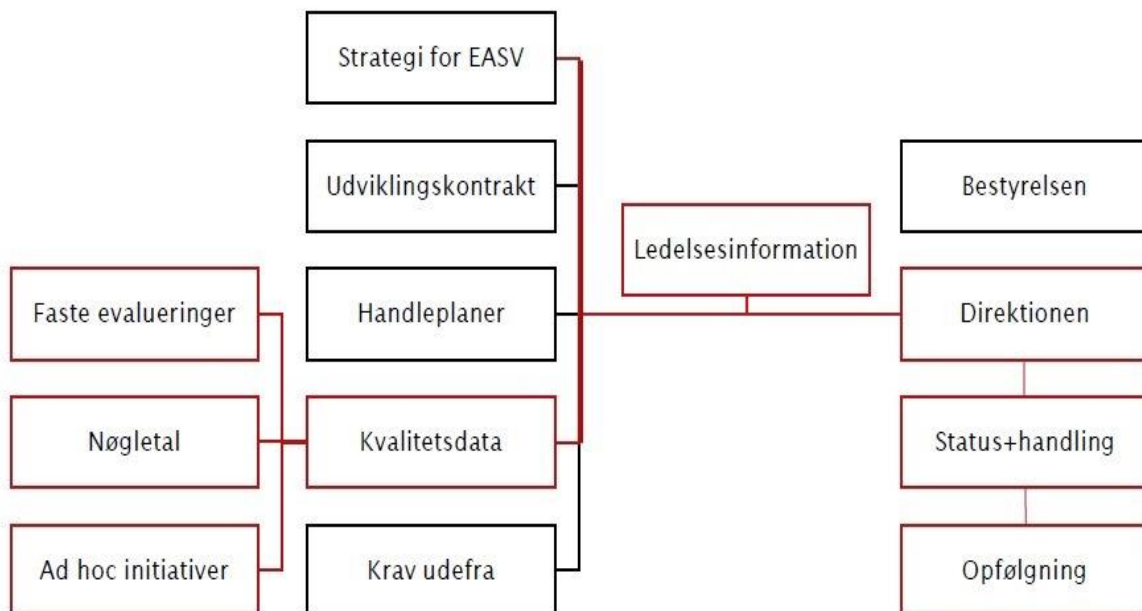 Strategi for EASV
Udviklingskontrakt
Bestyrelsen
Ledelsesinformation
Faste evalueringer
Handleplaner
Direktionen
Nøgletal
Kvalitetsdata
Status+handling
Ad hoc initiativer
Krav udefra
Opfølgning